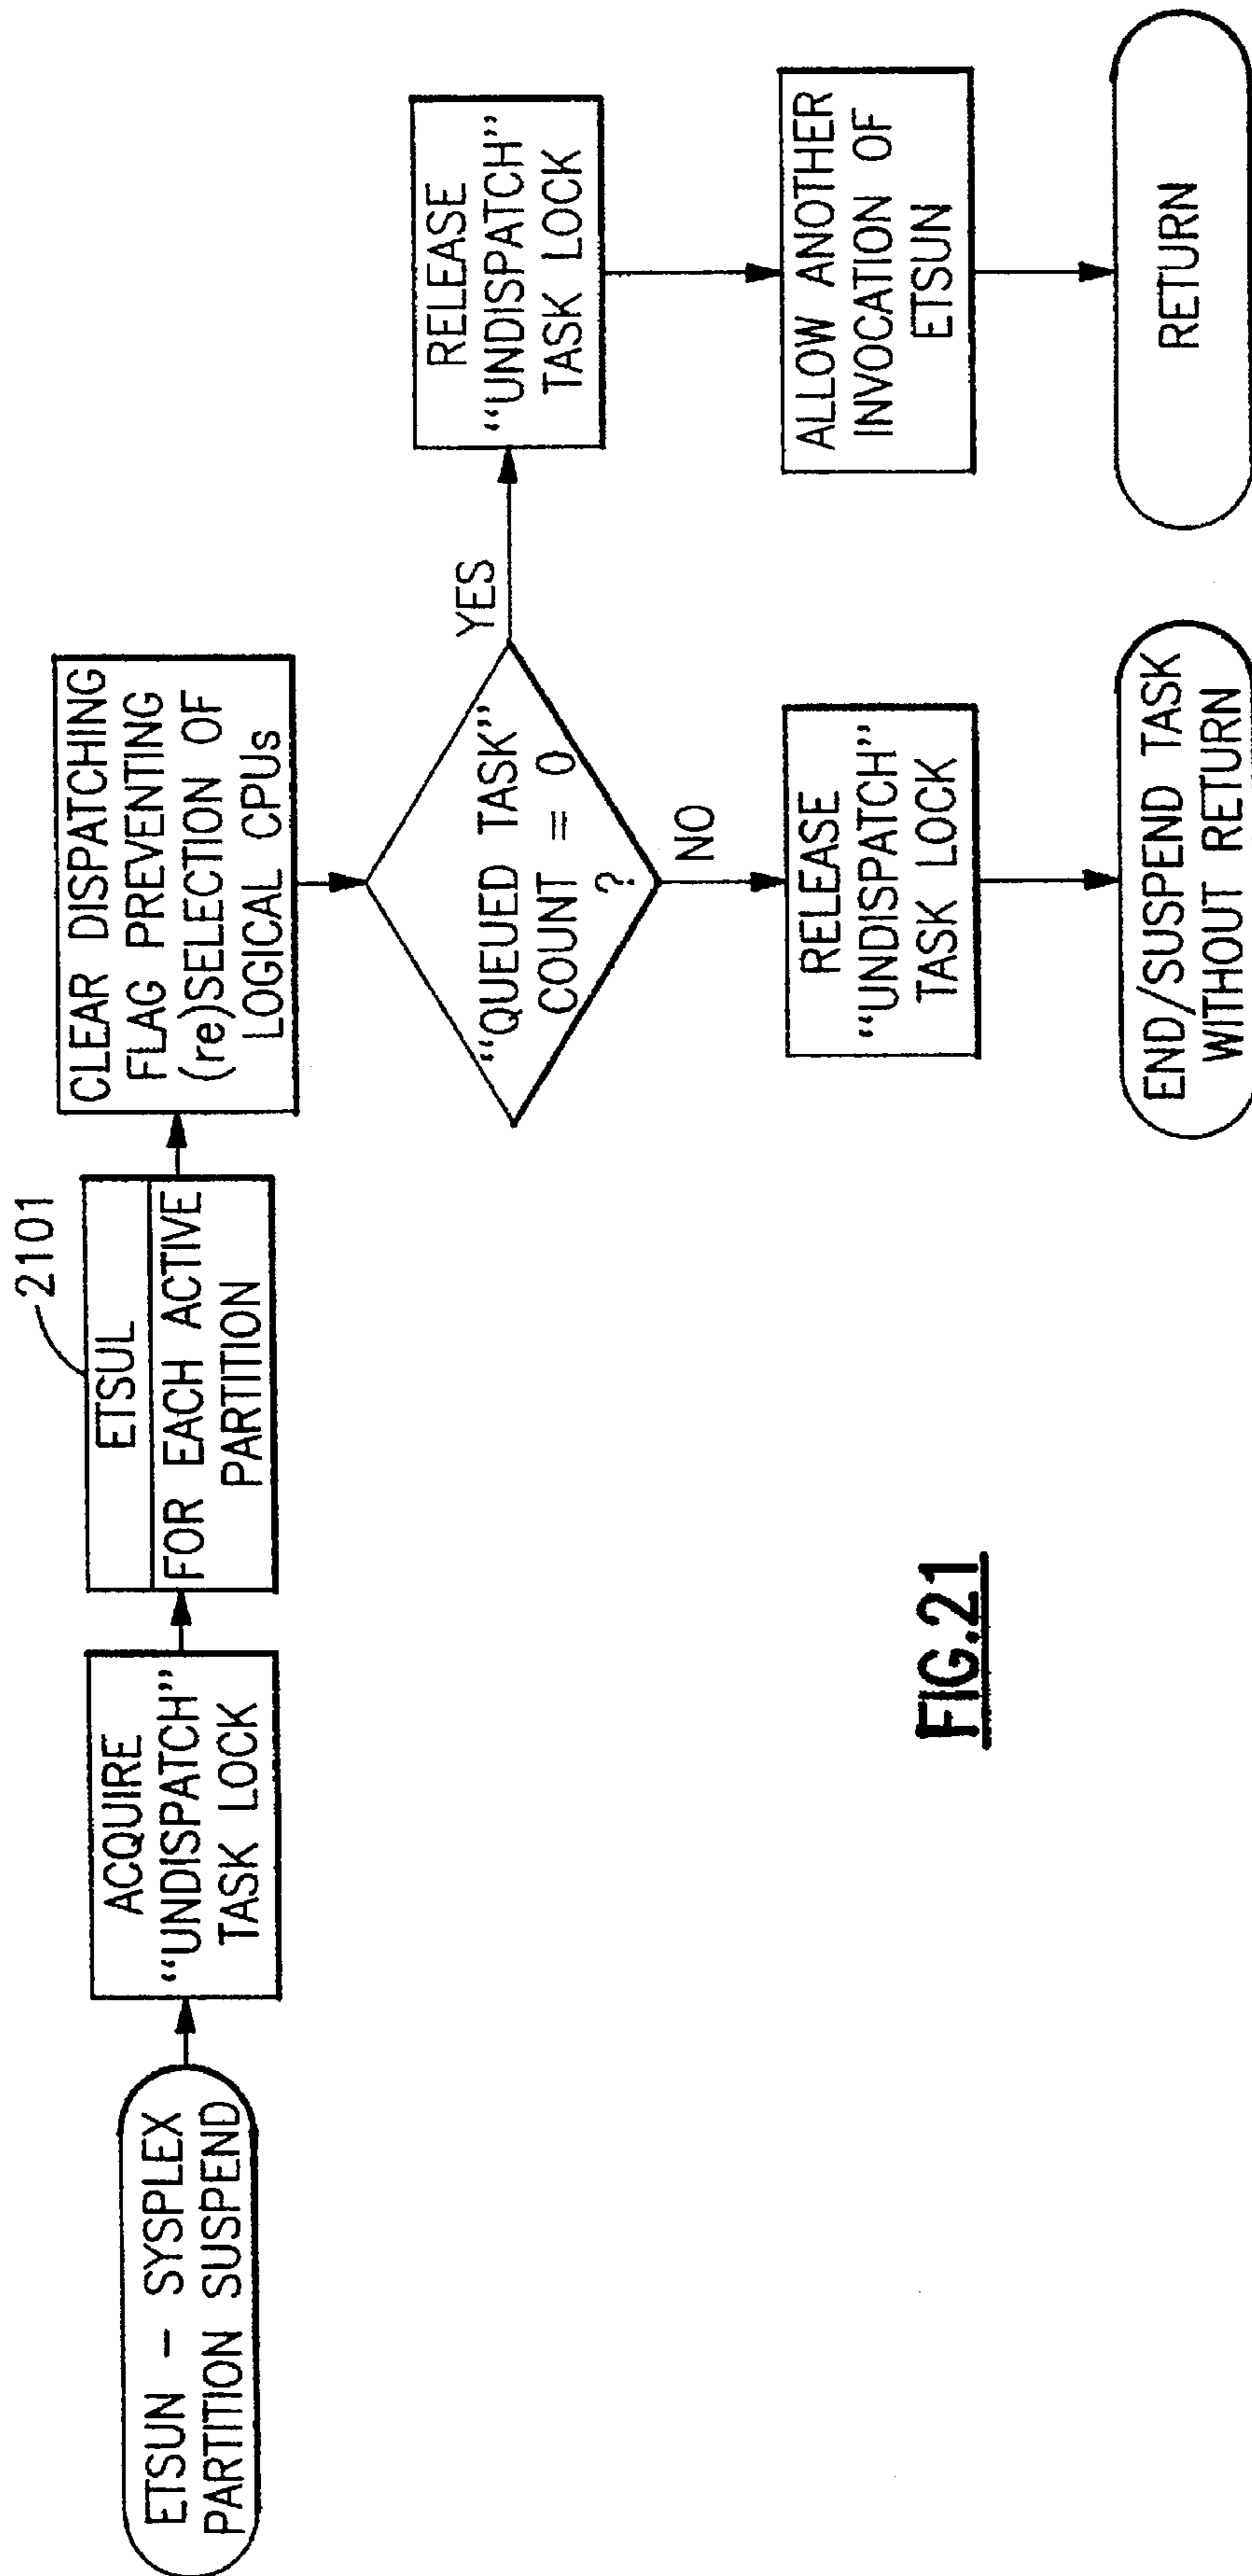 ETSUN – SYSPLEX
PARTITION SUSPEND
ACQUIRE
“UNDISPATCH”
TASK LOCK
2101
ETSUL
FOR EACH ACTIVE
PARTITION
CLEAR DISPATCHING
FLAG PREVENTING
(re)SELECTION OF
LOGICAL CPUs
“QUEUED TASK”
COUNT = 0
?
YES
RELEASE
“UNDISPATCH”
TASK LOCK
ALLOW ANOTHER
INVOCATION OF
ETSUN
RETURN
NO
RELEASE
“UNDISPATCH”
TASK LOCK
END/SUSPEND TASK
WITHOUT RETURN
FIG.21